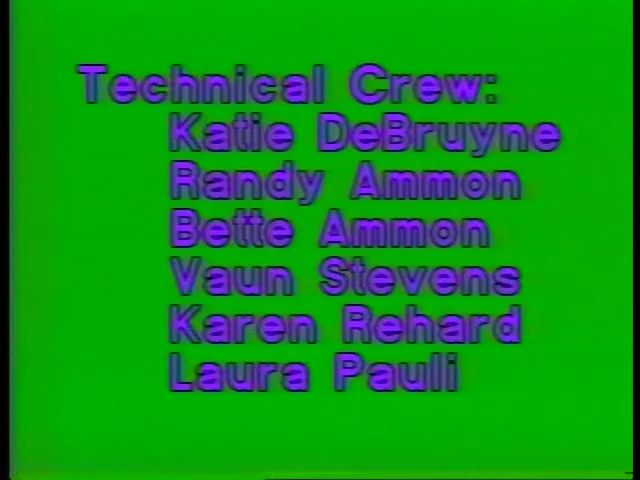 Technical Crew:
Katie DeBruyne
Randy Ammon
Bette Ammon
Vaun Stevens
Karen Rehard
Laura Pauli